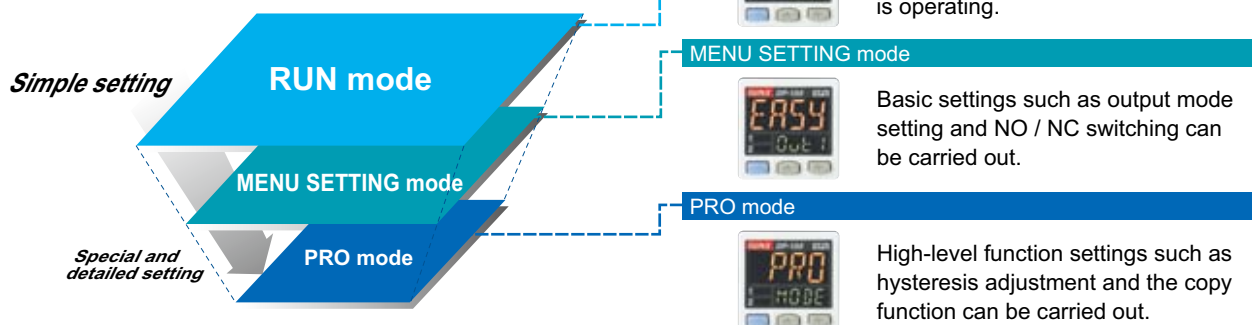 is operating.
Simple setting
RUN mode
MENU SETTING mode
Special and
detailed setting
PRO mode
MENU SETTING mode
EASY
Out1
Basic settings such as output mode
setting and NO / NC switching can
be carried out.
PRO mode
PRO
MODE
High-level function settings such as
hysteresis adjustment and the copy
function can be carried out.